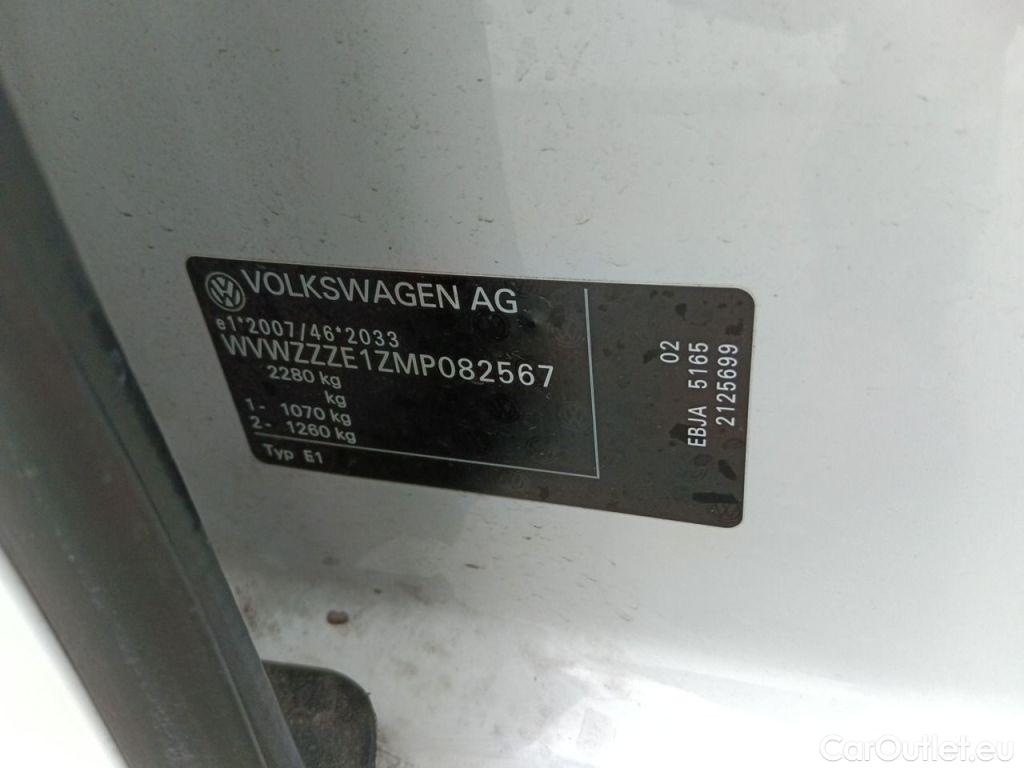 VOLKSWAGEN AG
e1*2007/46*2033
WVWZZZE1ZMP082567
2280 kg
kg
1- 1070 kg
2- 1260 kg
Typ E1
02
EBJA 5165
2125699
CarOutlet.eu